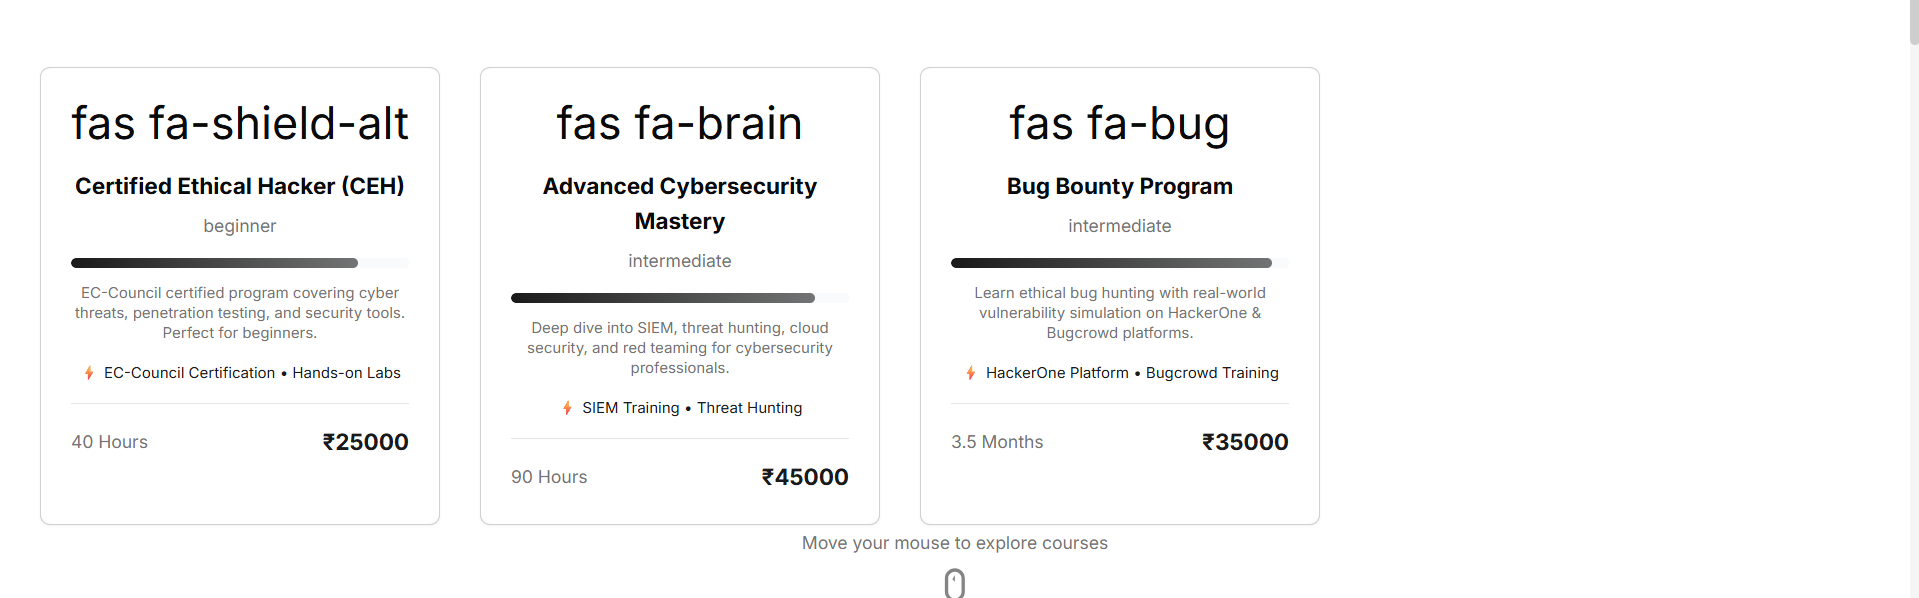 fas fa-shield-alt
Certified Ethical Hacker (CEH)
beginner
EC-Council certified program covering cyber
threats, penetration testing, and security tools.
Perfect for beginners.
EC-Council Certification • Hands-on Labs
40 Hours ₹25000
fas fa-brain
Advanced Cybersecurity
Mastery
intermediate
Deep dive into SIEM, threat hunting, cloud
security, and red teaming for cybersecurity
professionals.
SIEM Training • Threat Hunting
90 Hours ₹45000
fas fa-bug
Bug Bounty Program
intermediate
Learn ethical bug hunting with real-world
vulnerability simulation on HackerOne &
Bugcrowd platforms.
HackerOne Platform • Bugcrowd Training
3.5 Months ₹35000
Move your mouse to explore courses